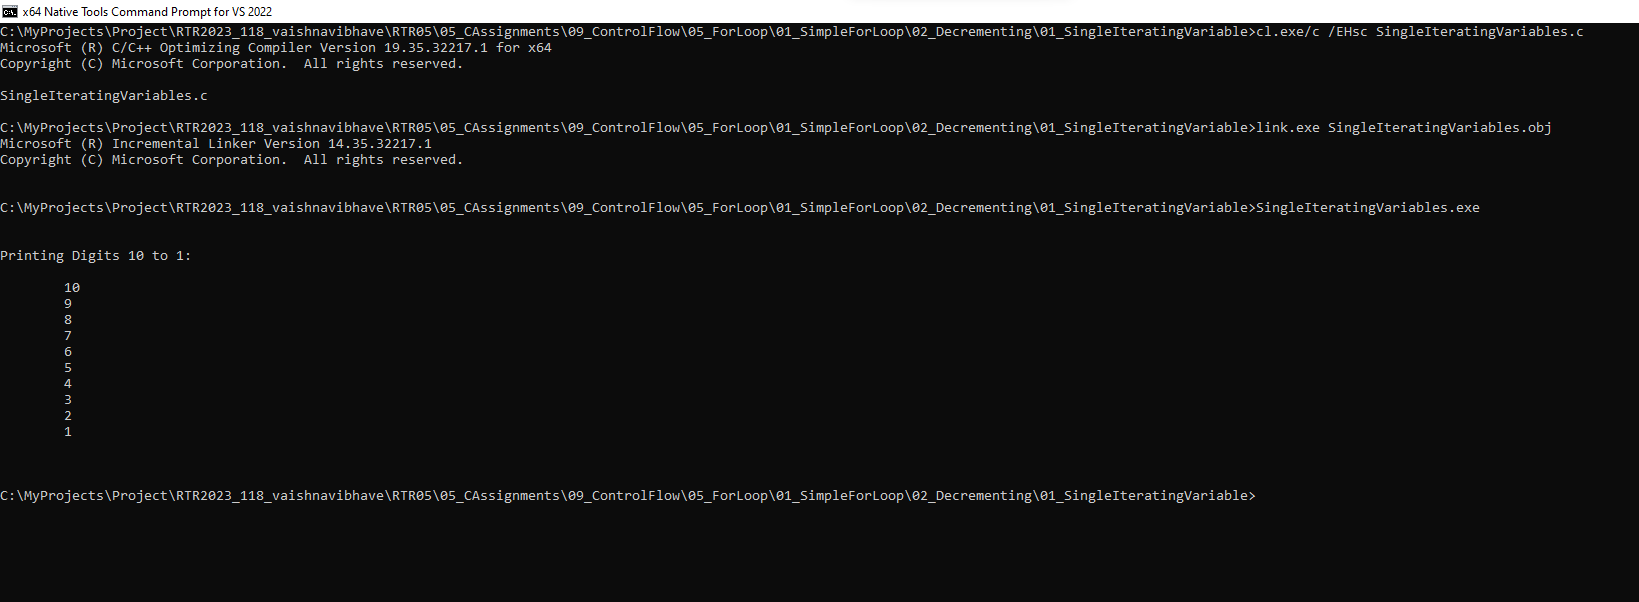 x64 Native Tools Command Prompt for VS 2022
C:\MyProjects\Project\RTR2023_118_vaishnavibhave\RTR05\05_CAssignments\09_ControlFlow\05_ForLoop\01_SimpleForLoop\02_Decrementing\01_SingleIteratingVariable>cl.exe/c /EHsc SingleIteratingVariables.c
Microsoft (R) C/C++ Optimizing Compiler Version 19.35.32217.1 for x64
Copyright (C) Microsoft Corporation.  All rights reserved.
SingleIteratingVariables.c
C:\MyProjects\Project\RTR2023_118_vaishnavibhave\RTR05\05_CAssignments\09_ControlFlow\05_ForLoop\01_SimpleForLoop\02_Decrementing\01_SingleIteratingVariable>link.exe SingleIteratingVariables.obj
Microsoft (R) Incremental Linker Version 14.35.32217.1
Copyright (C) Microsoft Corporation.  All rights reserved.
C:\MyProjects\Project\RTR2023_118_vaishnavibhave\RTR05\05_CAssignments\09_ControlFlow\05_ForLoop\01_SimpleForLoop\02_Decrementing\01_SingleIteratingVariable>SingleIteratingVariables.exe
Printing Digits 10 to 1:
10
9
8
7
6
5
4
3
2
1
C:\MyProjects\Project\RTR2023_118_vaishnavibhave\RTR05\05_CAssignments\09_ControlFlow\05_ForLoop\01_SimpleForLoop\02_Decrementing\01_SingleIteratingVariable>